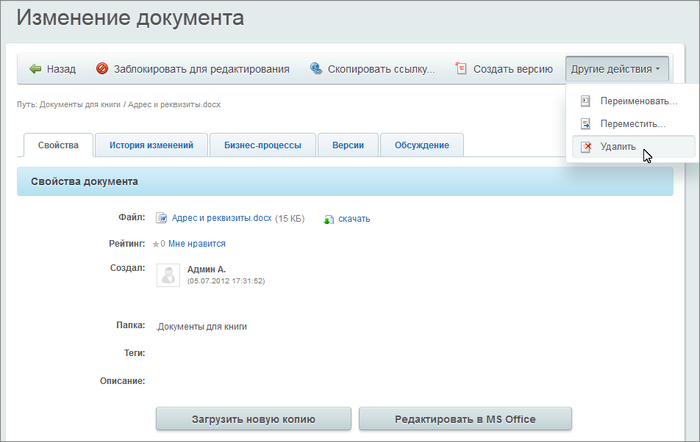 Изменение документа
Назад Заблокировать для редактирования Скопировать ссылку... Создать версию Другие действия
Переименовать...
Путь: Документы для книги / Адрес и реквизиты.docx
Переместить...
Удалить
Свойства История изменений Бизнес-процессы Версии Обсуждение
Свойства документа
Файл: Адрес и реквизиты.docx (15 КБ) скачать
Рейтинг: 0 Мне нравится
Создал: Админ А.
(05.07.2012 17:31:52)
Папка: .Документы для книги
Теги:
Описание:
Загрузить новую копию Редактировать в MS Office